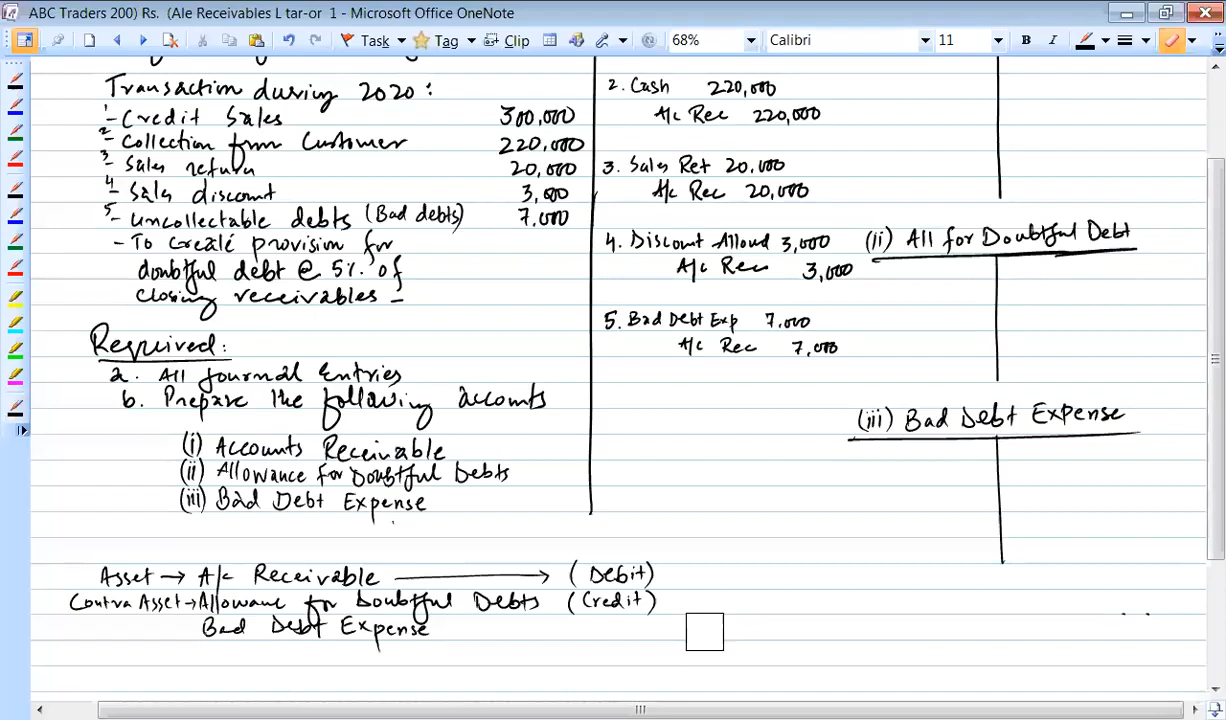 ABC Traders 200) Rs. (Ale Receivables L tar-or 1 - Microsoft Office OneNote
Task Tag Clip 68% Calibri 11 B I
Transaction during 2020:
1- Credit Sales 300,000
2- Collection from Customer 220,000
3- Sales return 20,000
4- Sales discount 3,000
5- Uncollectable debts (Bad debts) 7,000
- To create provision for
doubtful debt @ 5% of
closing receivables -
Required:
a. All Journal Entries
b. Prepare the following accounts
(i) Accounts Receivable
(ii) Allowance for Doubtful Debts
(iii) Bad Debt Expense
Asset → A/c Receivable → (Debit)
Contra Asset → Allowance for Doubtful Debts (Credit)
Bad Debt Expense
2. Cash 220,000
A/c Rec 220,000
3. Sales Ret 20,000
A/c Rec 20,000
4. Discount Allowd 3,000
A/c Rec 3,000
5. Bad Debt Exp 7,000
A/c Rec 7,000
(ii) All for Doubtful Debt
(iii) Bad Debt Expense